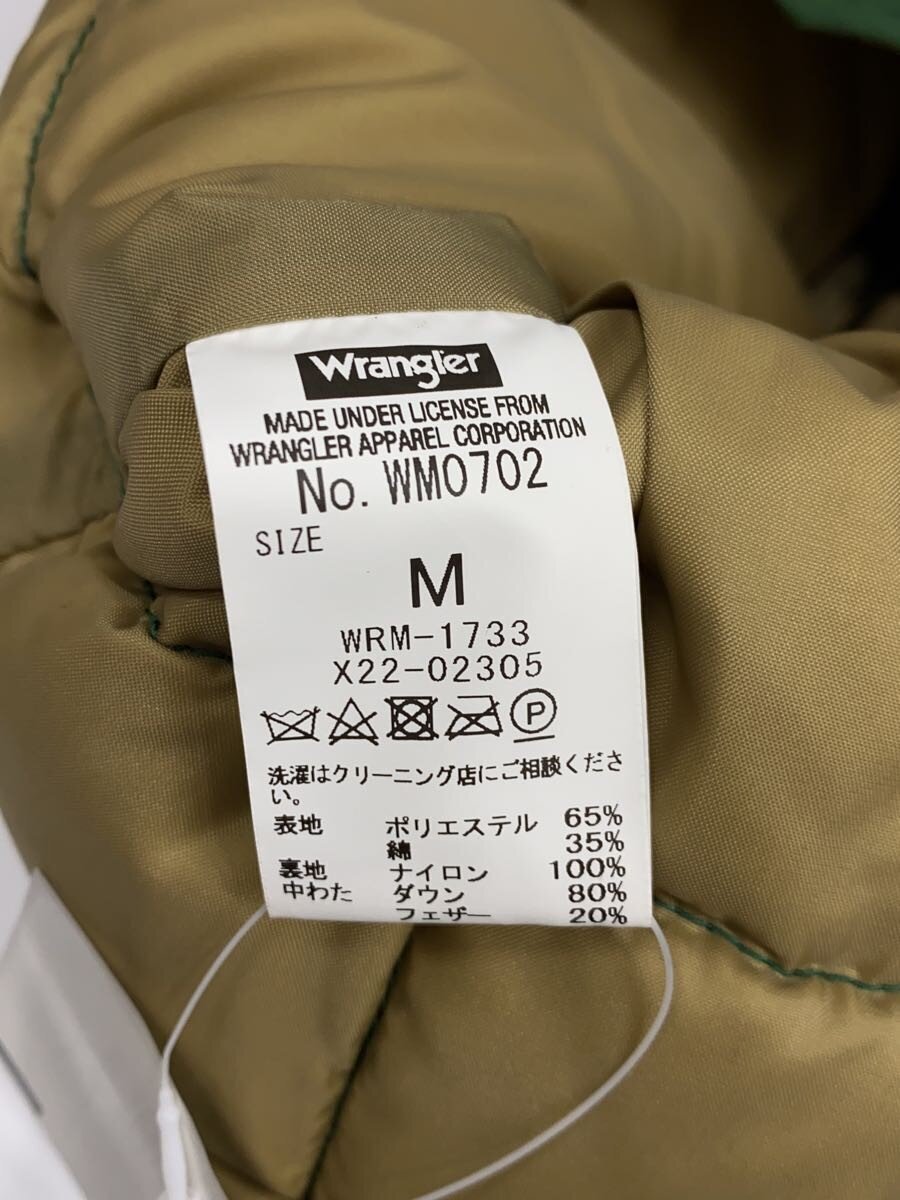 Wrangler
MADE UNDER LICENSE FROM
WRANGLER APPAREL CORPORATION
No. WM0702
SIZE
M
WRM-1733
X22-02305
P
洗濯はクリーニング店にご相談くださ
い。
表地 ポリエステル 65%
綿 35%
裏地 ナイロン 100%
中わた ダウン 80%
フェザー 20%